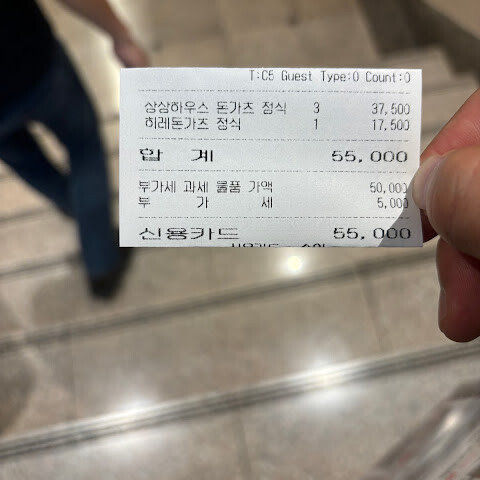 T:C5 Guest Type:0 Count:0
상상하우스 돈가츠 정식 3 37,500
히레돈가츠 정식 1 17,500
합 계 55,000
부가세 과세 물품 가액 50,000
부 가 세 5,000
신용카드 55,000